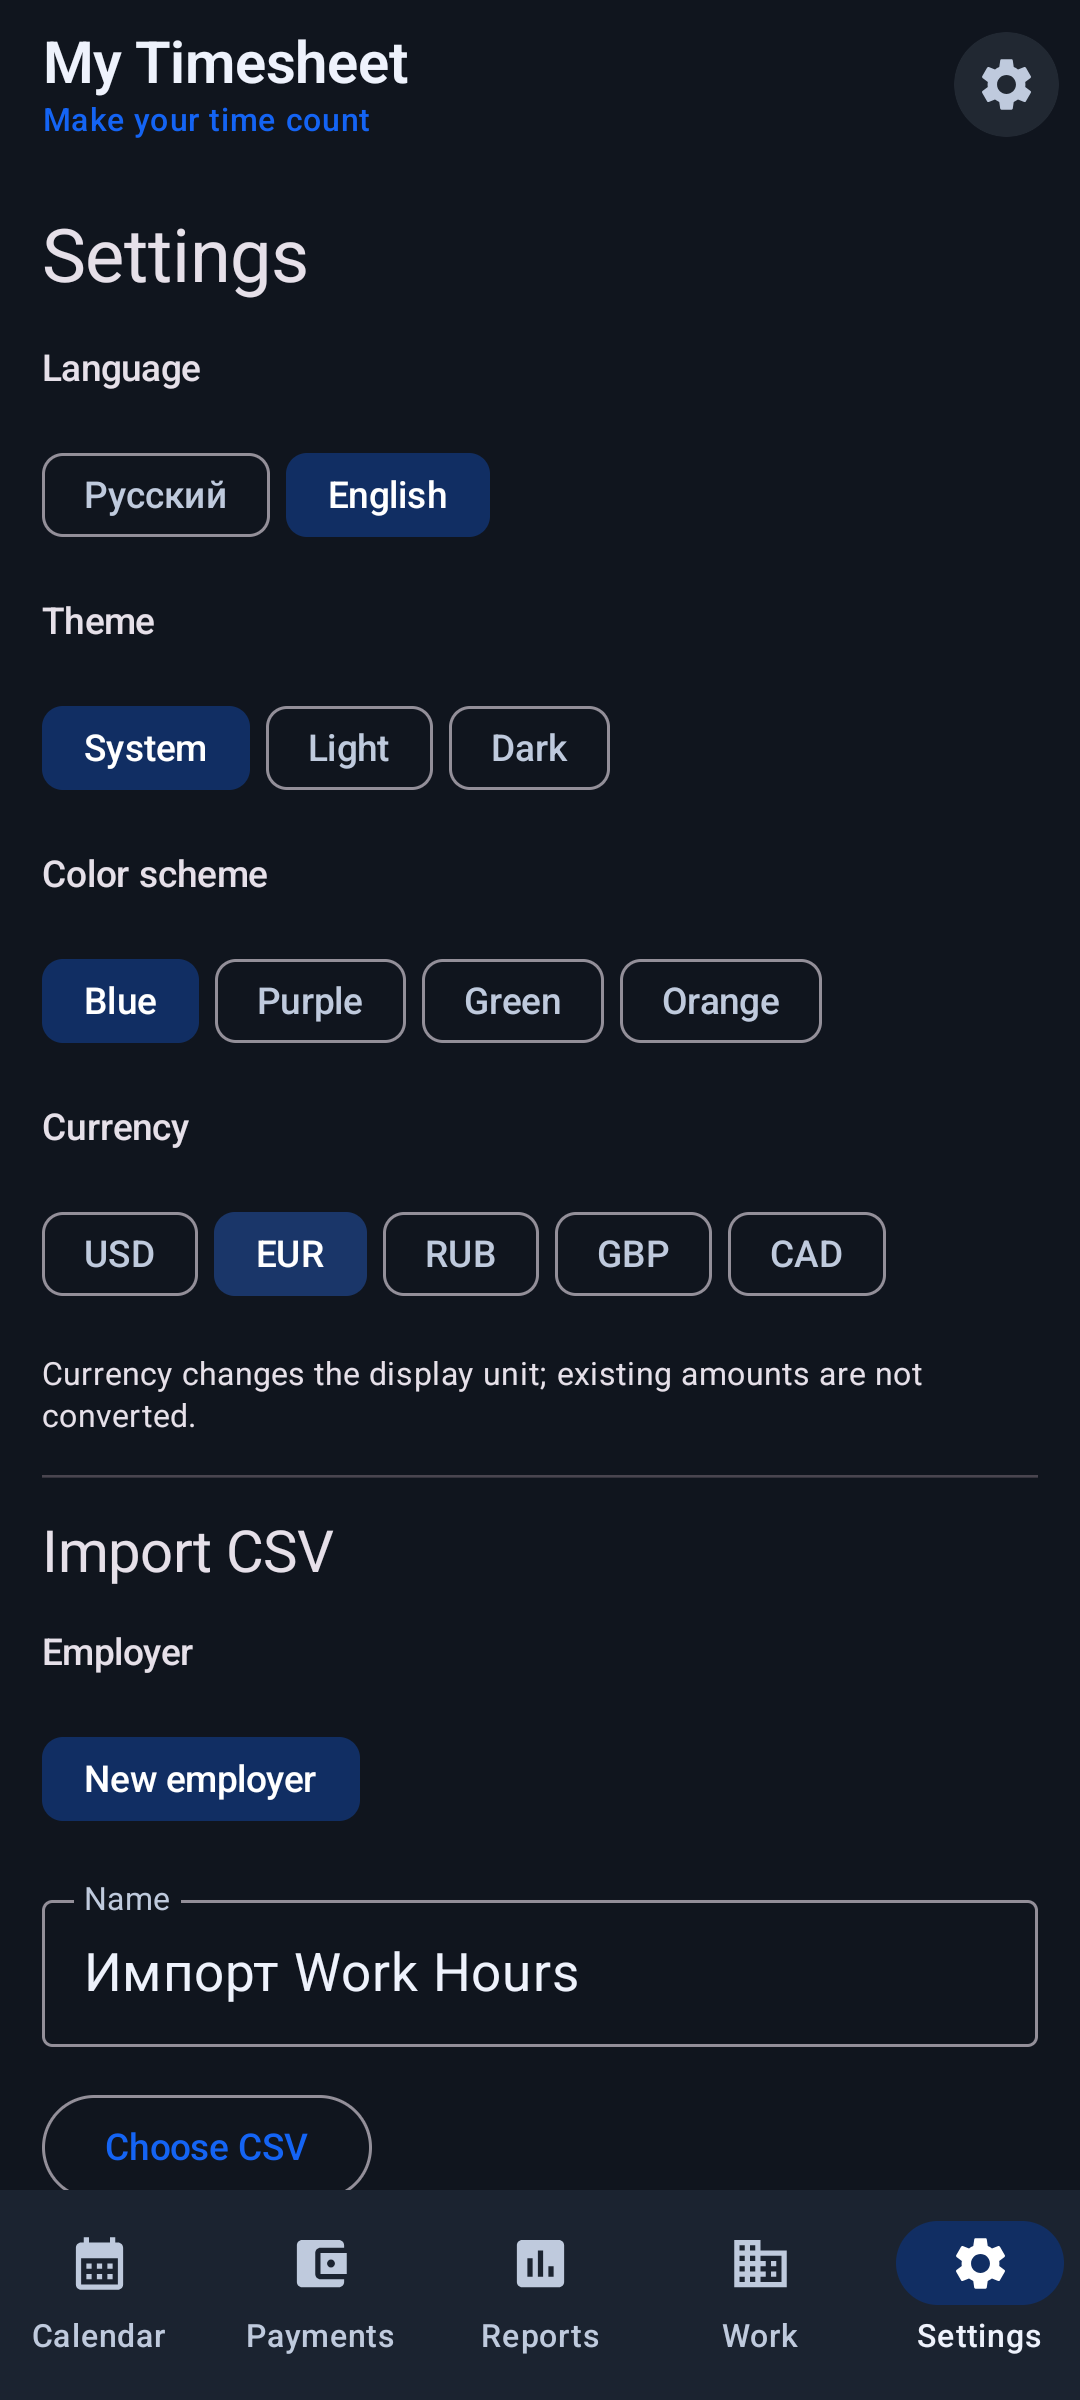 My Timesheet
Make your time count
Settings
Language
Русский
English
Theme
System
Light
Dark
Color scheme
Blue
Purple
Green
Orange
Currency
USD
EUR
RUB
GBP
CAD
Currency changes the display unit; existing amounts are not
converted.
Import CSV
Employer
New employer
Name
Импорт Work Hours
Choose CSV
Calendar
Payments
Reports
Work
Settings